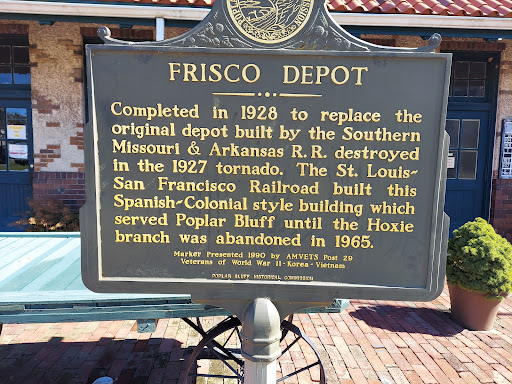 FRISCO DEPOT
Completed in 1928 to replace the
original depot built by the Southern
Missouri & Arkansas R.R. destroyed
in the 1927 tornado. The St. Louis-
San Francisco Railroad built this
Spanish-Colonial style building which
served Poplar Bluff until the Hoxie
branch was abandoned in 1965.
Marker Presented 1990 by AMVETS Post 29
Veterans of World War II-Korea-Vietnam
POPLAR BLUFF HISTORICAL COMMISSION